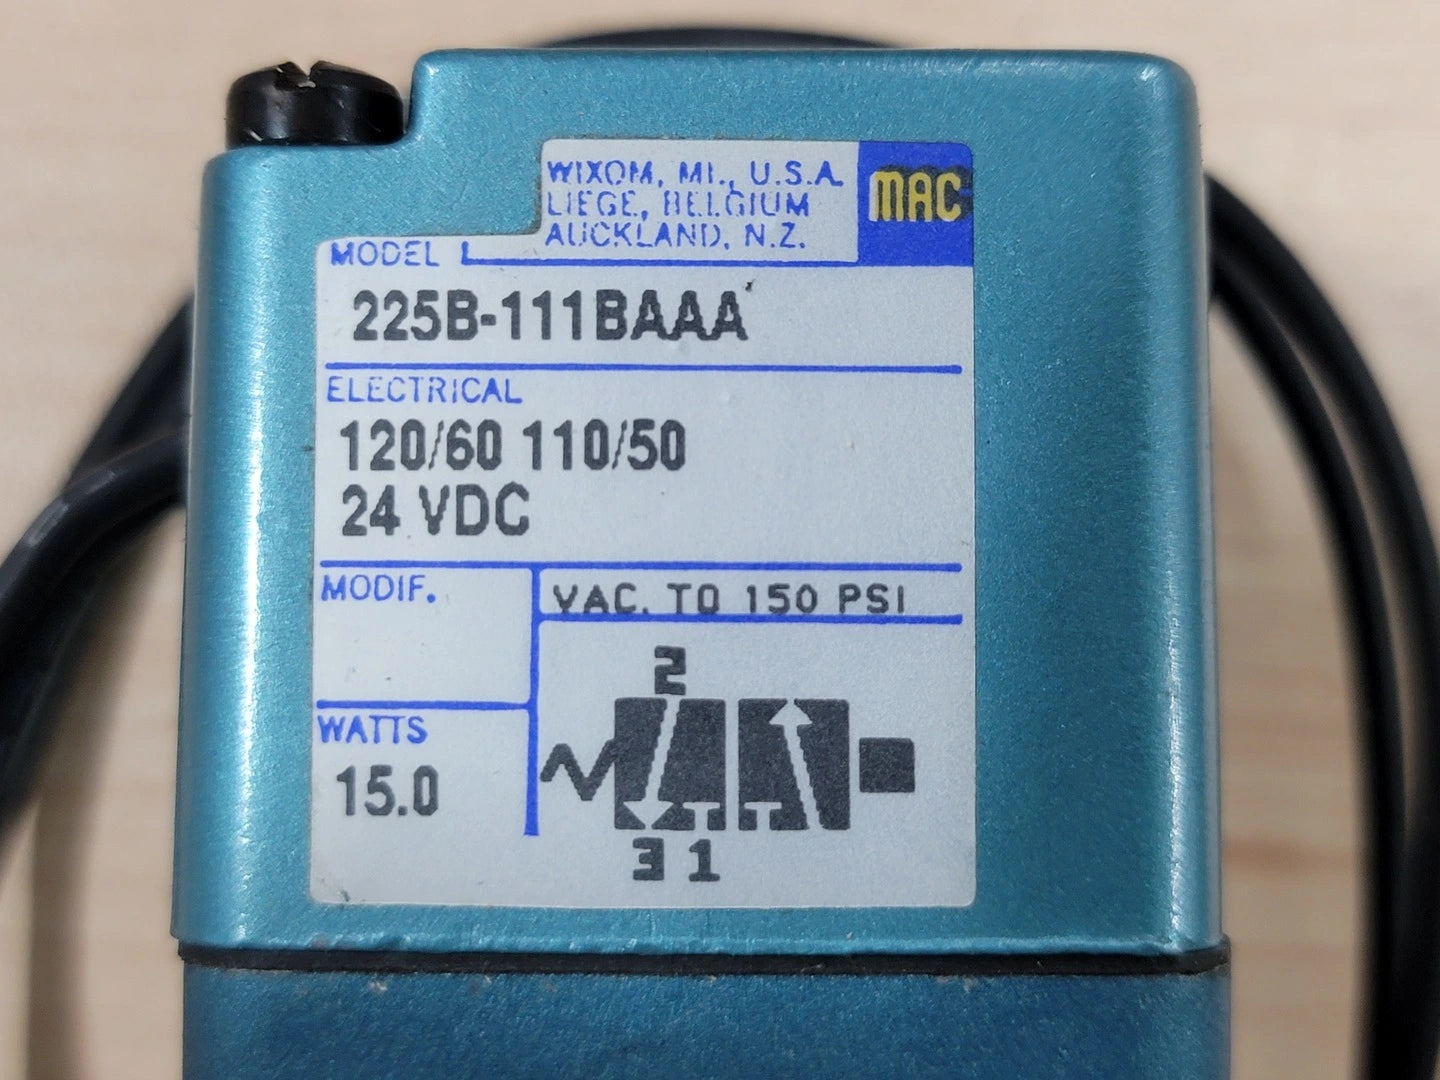 WIXOM, MI., U.S.A.
LIEGE, BELGIUM
AUCKLAND, N.Z.
MAC
MODEL
225B-111BAAA
ELECTRICAL
120/60 110/50
24 VDC
MODIF.
VAC. TO 150 PSI
2
WATTS
15.0
3 1